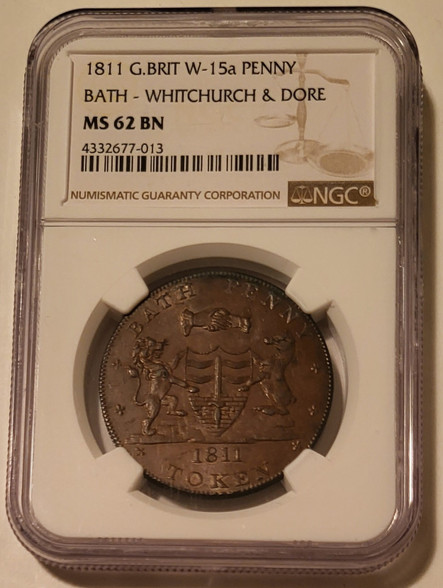 1811 G.BRIT W-15a PENNY
BATH - WHITCHURCH & DORE
MS 62 BN
4332677-013
NUMISMATIC GUARANTY CORPORATION NGC®
BATH PENNY
1811
TOKEN